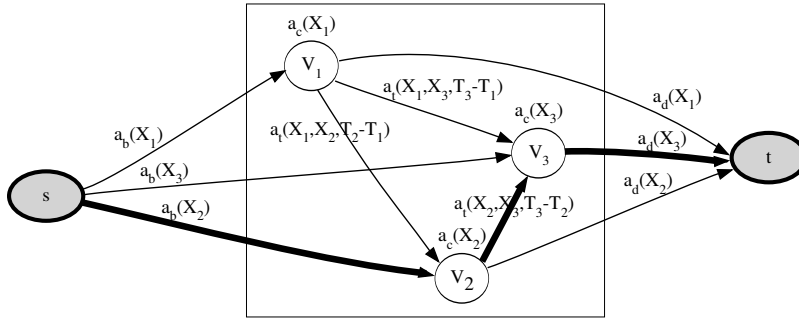 a_c(X_1)
V_1
a_t(X_1,X_3,T_3-T_1)
a_d(X_1)
a_c(X_3)
a_b(X_1)
a_t(X_1,X_2,T_2-T_1)
a_d(X_3)
V_3
t
a_b(X_3)
a_d(X_2)
s
a_b(X_2)
a_t(X_2,X_3,T_3-T_2)
a_c(X_2)
V_2